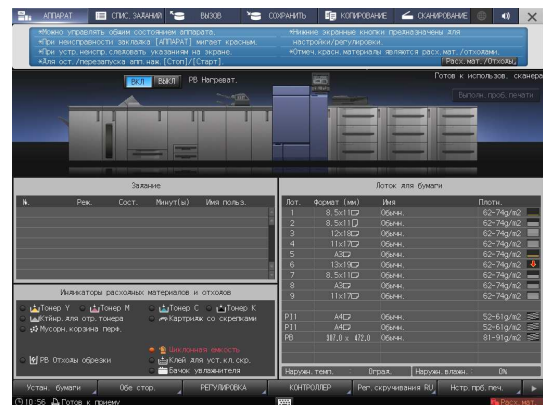 АППАРАТ
СПИС. ЗАДАНИЙ
ВЫЗОВ
СОХРАНИТЬ
КОПИРОВАНИЕ
СКАНИРОВАНИЕ
*Можно управлять общим состоянием аппарата.
*При неисправности закладка [АППАРАТ] мигает красным.
*При устр.неиспр.следовать указаниям на экране.
*Для ост./перезапуска апп.наж.[Стоп]/[Старт].
*Нижние экранные кнопки предназначены для
настройки/регулировки.
*Отмеч.красн.материалы являются расх.мат./отходами.
Расх.мат./Отходы
ВКЛ
ВЫКЛ
PB Нагреват.
Готов к использов. сканера
Выполн. проб. печати
Задание
№.
Реж.
Сост.
Минут(ы)
Имя польз.
Лоток для бумаги
Лот.
Формат (мм)
Имя
Плотн.
1 8.5x11 Обычн. 62-74g/m2
2 8.5x11 Обычн. 62-74g/m2
3 12x18 Обычн. 62-74g/m2
4 11x17 Обычн. 62-74g/m2
5 A3 Обычн. 62-74g/m2
6 13x19 Обычн. 62-74g/m2
7 8.5x11 Обычн. 62-74g/m2
8 A3 Обычн. 62-74g/m2
9 11x17 Обычн. 62-74g/m2
PI1 A4 Обычн. 52-61g/m2
PI1 A4 Обычн. 52-61g/m2
PB Обычн. 81-91g/m2
Индикаторы расходных материалов и отходов
Тонер Y
Тонер M
Тонер C
Тонер K
Ктйнр.для отр.тонера
Картридж со скрепками
Мусорн.корзина перф.
Циклонная емкость
PB Отходы обрезки
Клей для уст.кл.скр.
Бачок увлажнителя
Наружн. темп.
0град.
Наружн. влажн.
0%
Устан. бумаги
Обе стор.
РЕГУЛИРОВКА
КОНТРОЛЛЕР
Рег.скручивания RU
Нстр.прб.печ.
10:56
Готов к приему
Расх.мат.